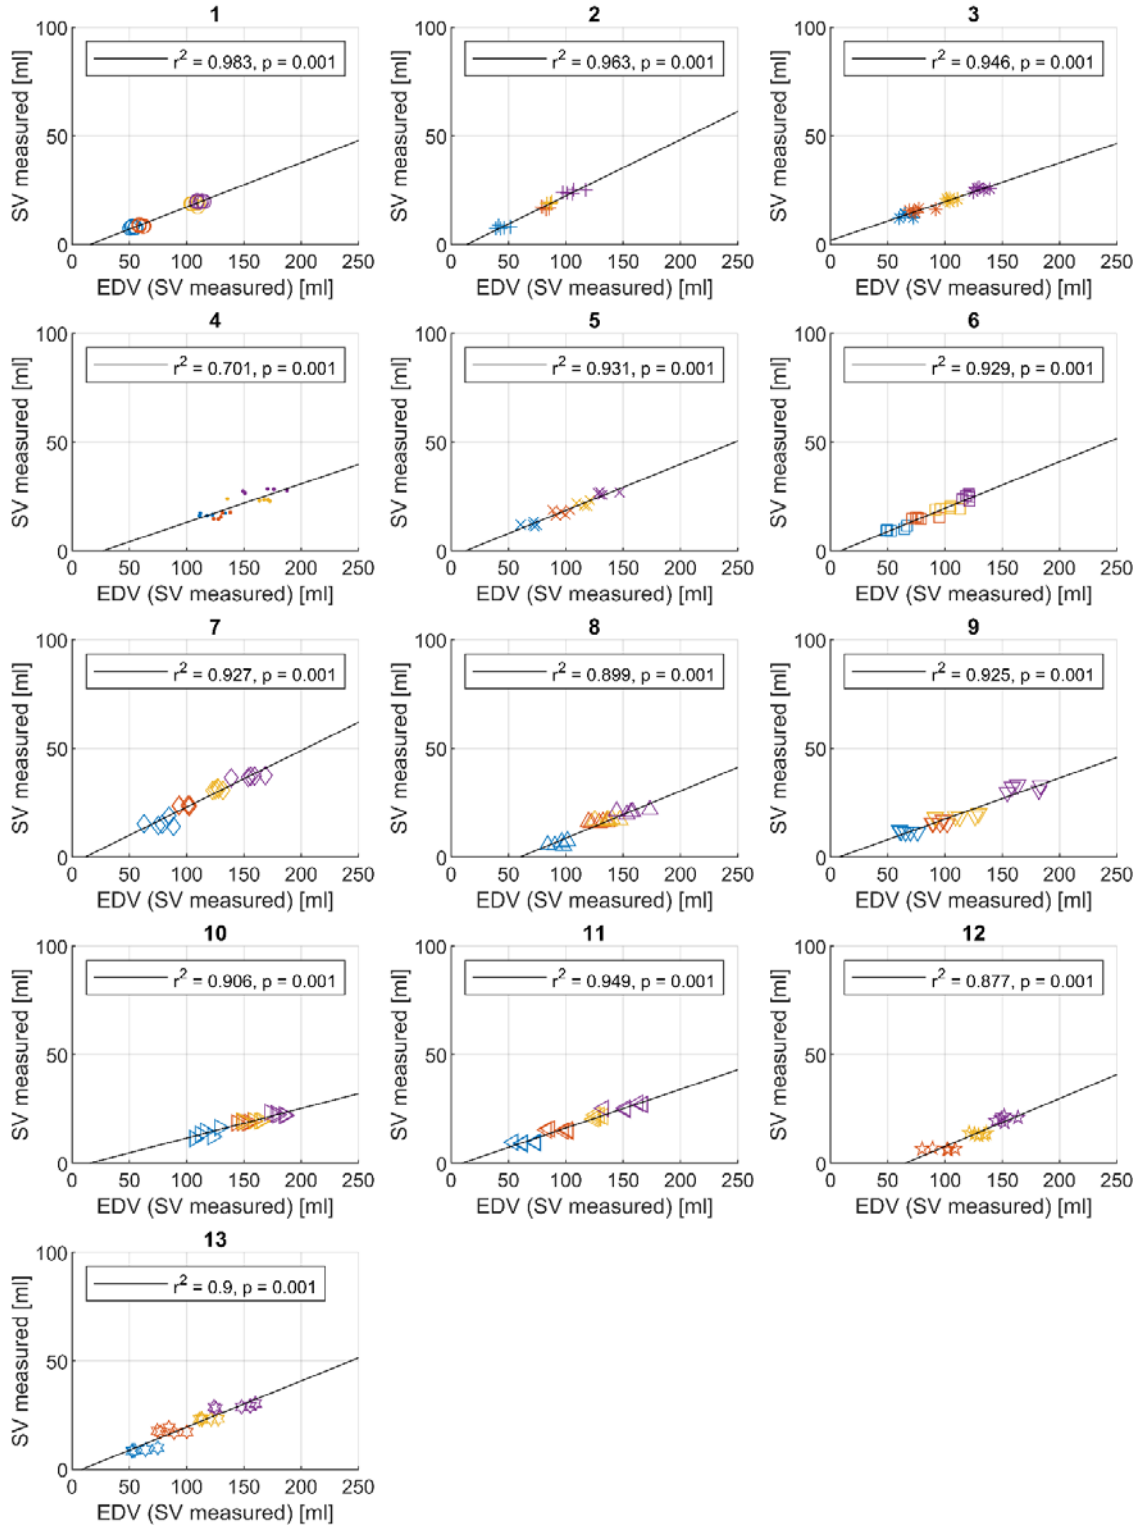 1
SV measured [ml]
100
50
0
r² = 0.983, p = 0.001
0 50 100 150 200 250
EDV (SV measured) [ml]
2
SV measured [ml]
100
50
0
r² = 0.963, p = 0.001
0 50 100 150 200 250
EDV (SV measured) [ml]
3
SV measured [ml]
100
50
0
r² = 0.946, p = 0.001
0 50 100 150 200 250
EDV (SV measured) [ml]
4
SV measured [ml]
100
50
0
r² = 0.701, p = 0.001
0 50 100 150 200 250
EDV (SV measured) [ml]
5
SV measured [ml]
100
50
0
r² = 0.931, p = 0.001
0 50 100 150 200 250
EDV (SV measured) [ml]
6
SV measured [ml]
100
50
0
r² = 0.929, p = 0.001
0 50 100 150 200 250
EDV (SV measured) [ml]
7
SV measured [ml]
100
50
0
r² = 0.927, p = 0.001
0 50 100 150 200 250
EDV (SV measured) [ml]
8
SV measured [ml]
100
50
0
r² = 0.899, p = 0.001
0 50 100 150 200 250
EDV (SV measured) [ml]
9
SV measured [ml]
100
50
0
r² = 0.925, p = 0.001
0 50 100 150 200 250
EDV (SV measured) [ml]
10
SV measured [ml]
100
50
0
r² = 0.906, p = 0.001
0 50 100 150 200 250
EDV (SV measured) [ml]
11
SV measured [ml]
100
50
0
r² = 0.949, p = 0.001
0 50 100 150 200 250
EDV (SV measured) [ml]
12
SV measured [ml]
100
50
0
r² = 0.877, p = 0.001
0 50 100 150 200 250
EDV (SV measured) [ml]
13
SV measured [ml]
100
50
0
r² = 0.9, p = 0.001
0 50 100 150 200 250
EDV (SV measured) [ml]